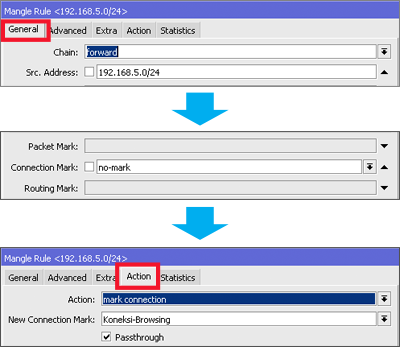 Mangle Rule <192.168.5.0/24>
General Advanced Extra Action Statistics
Chain: forward
Src. Address: 192.168.5.0/24
Packet Mark:
Connection Mark: no-mark
Routing Mark:
Mangle Rule <192.168.5.0/24>
General Advanced Extra Action Statistics
Action: mark connection
New Connection Mark: Koneksi-Browsing
Passthrough